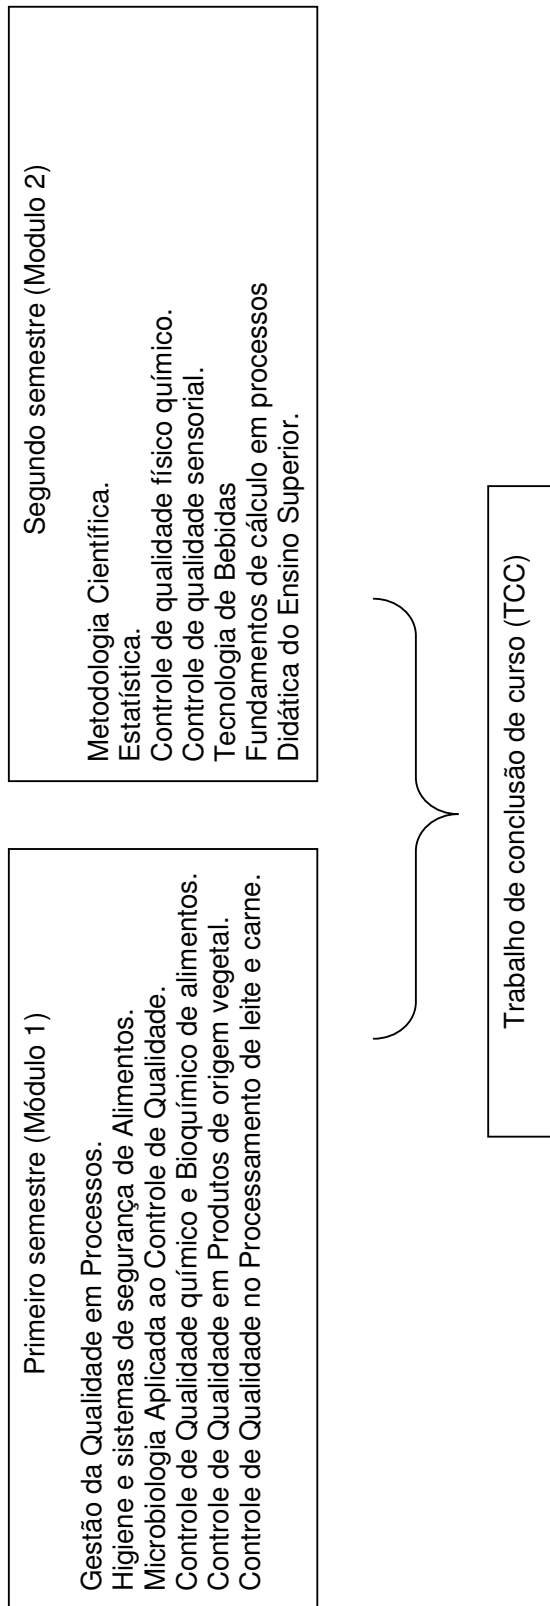 Primeiro semestre (Módulo 1)
Gestão da Qualidade em Processos.
Higiene e sistemas de segurança de Alimentos.
Microbiologia Aplicada ao Controle de Qualidade.
Controle de Qualidade químico e Bioquímico de alimentos.
Controle de Qualidade em Produtos de origem vegetal.
Controle de Qualidade no Processamento de leite e carne.
Segundo semestre (Modulo 2)
Metodologia Científica.
Estatística.
Controle de qualidade físico químico.
Controle de qualidade sensorial.
Tecnologia de Bebidas
Fundamentos de cálculo em processos
Didática do Ensino Superior.
Trabalho de conclusão de curso (TCC)